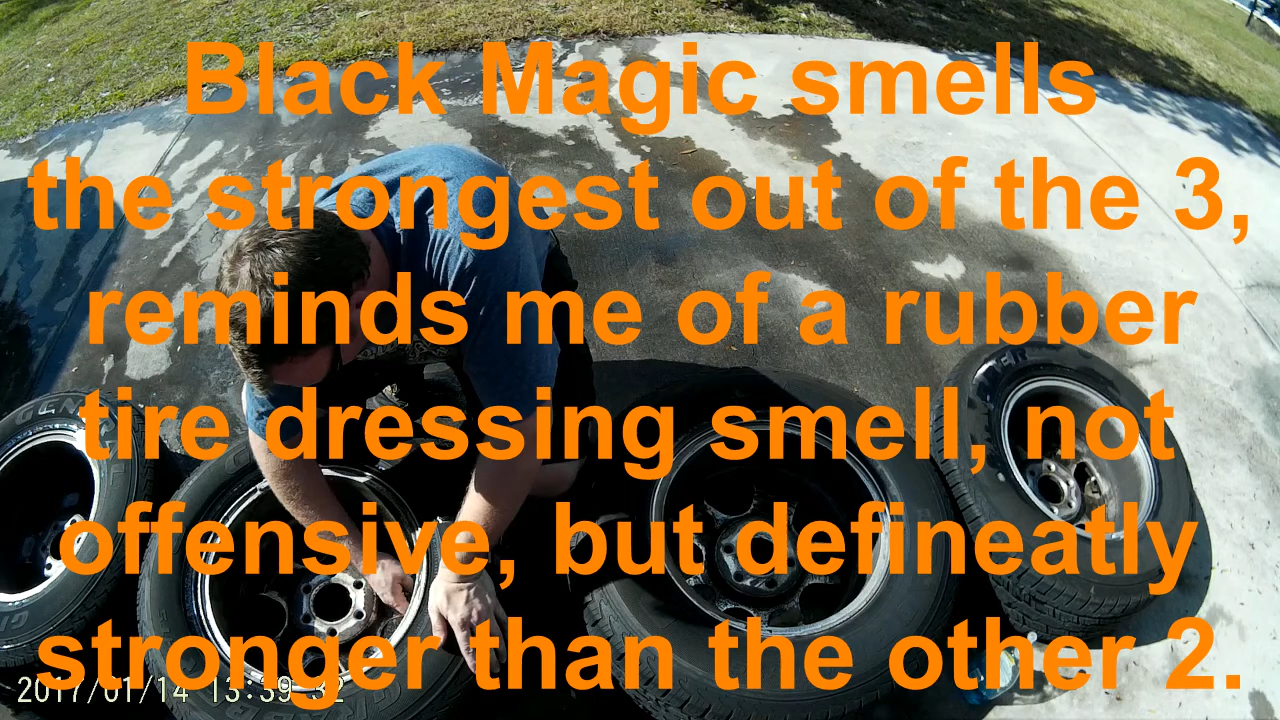 Black Magic smells
the strongest out of the 3,
reminds me of a rubber
tire dressing smell, not
offensive, but defineatly
stronger than the other 2.
2017/01/14 13:39